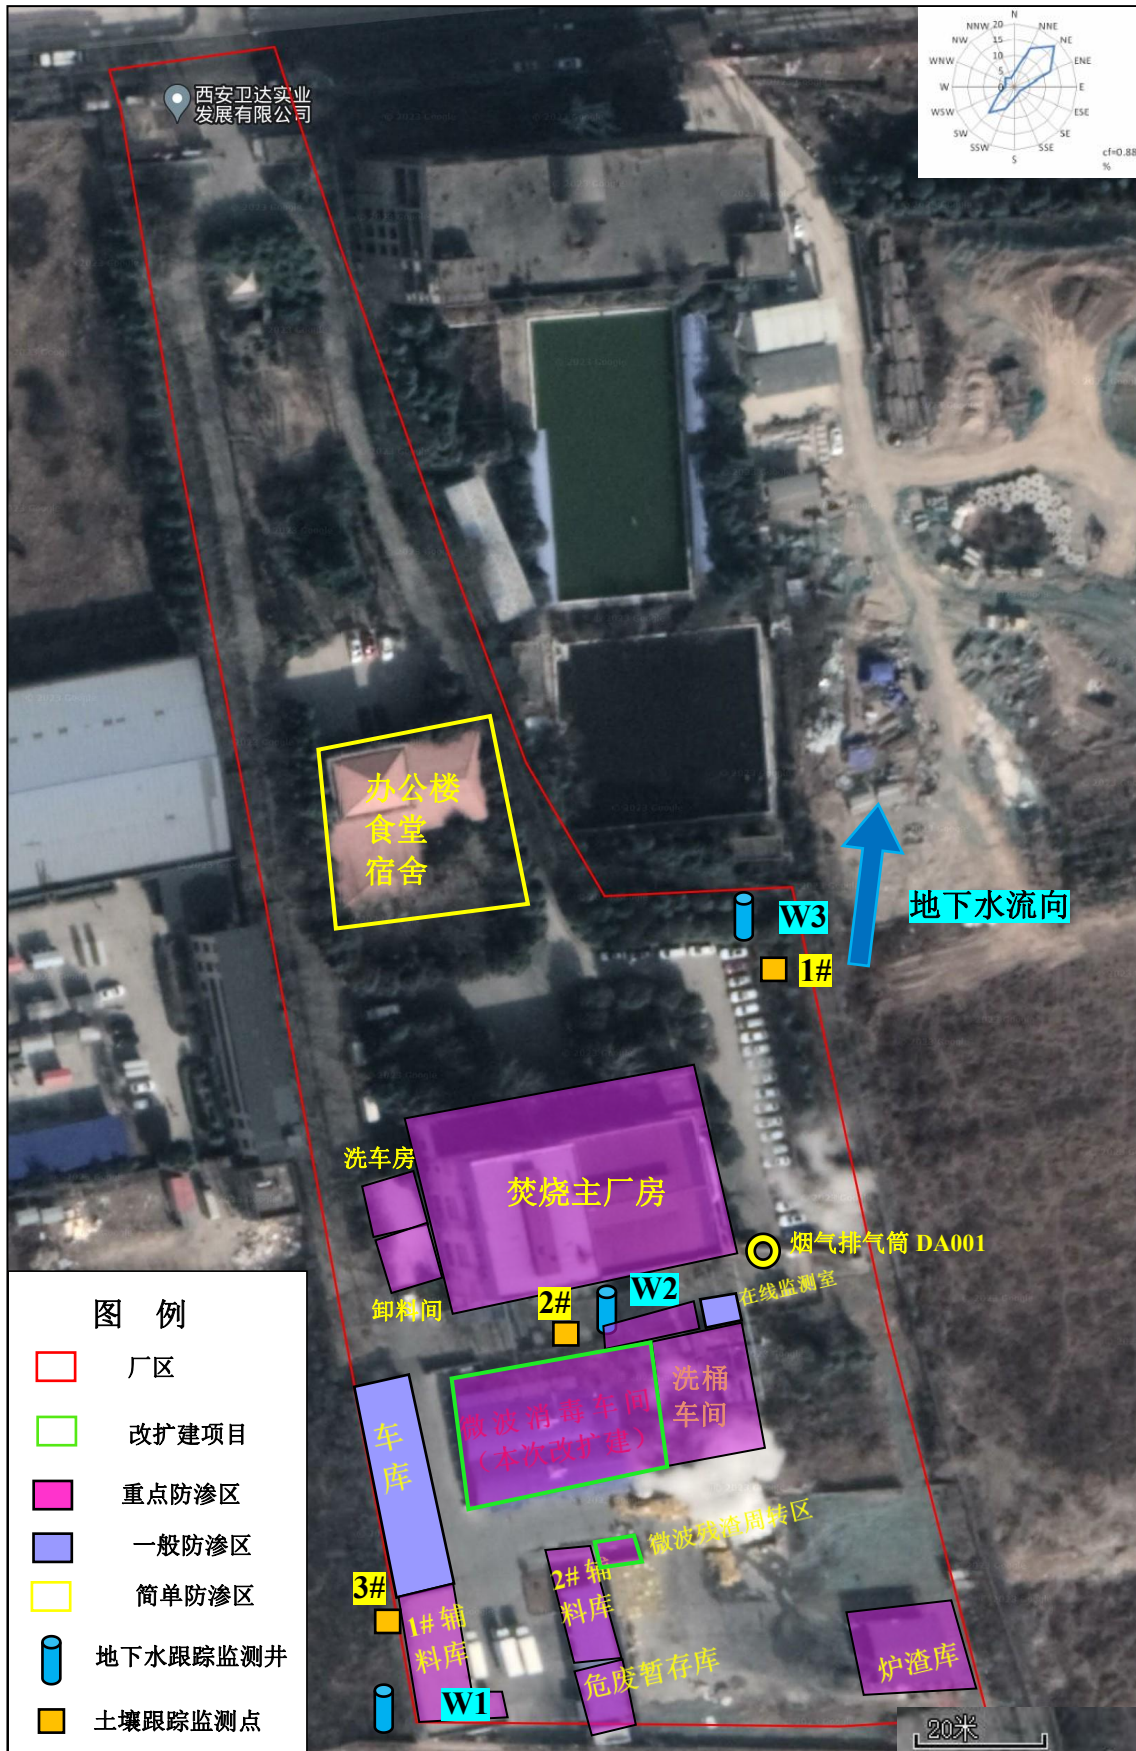 西安卫达实业
发展有限公司
N
NNE
NE
ENE
E
ESE
SE
SSE
S
SSW
SW
WSW
W
WNW
NW
NNW
20
15
10
5
0
cf=0.88
%
办公楼
食堂
宿舍
W3
1#
地下水流向
洗车房
焚烧主厂房
烟气排气筒 DA001
卸料间
2#
W2
在线监测室
洗桶
车间
微波消毒车间
（本次改扩建）
车
库
微波残渣周转区
2# 辅
料库
3#
1# 辅
料库
危废暂存库
炉渣库
W1
20米
图 例
厂区
改扩建项目
重点防渗区
一般防渗区
简单防渗区
地下水跟踪监测井
土壤跟踪监测点